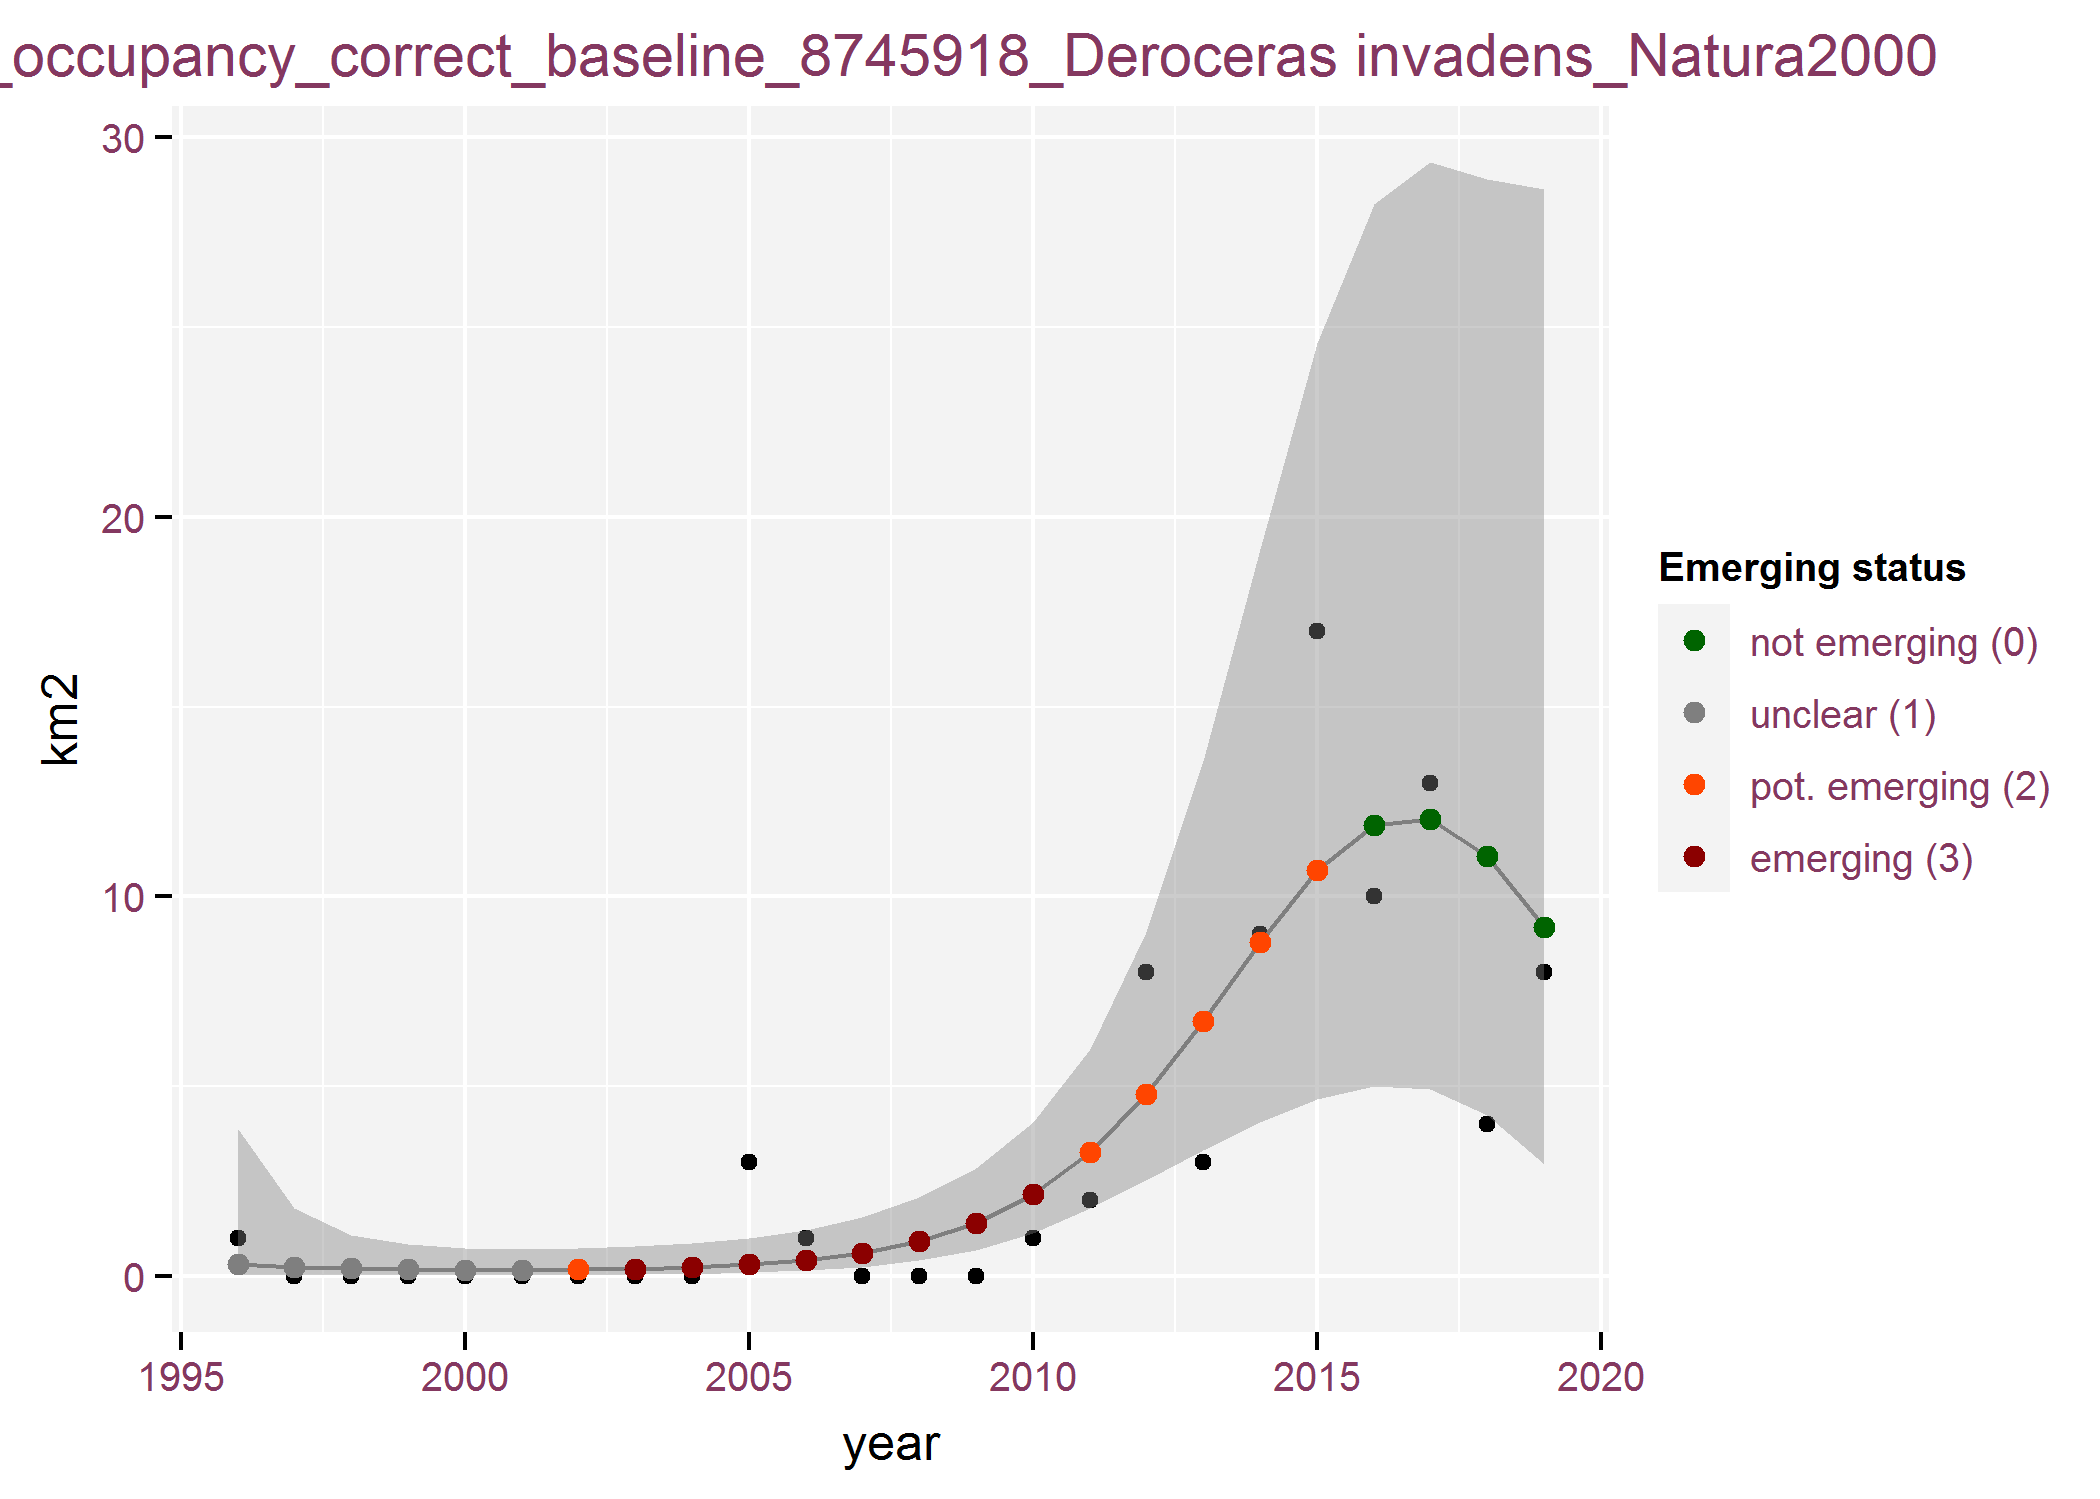 _occupancy_correct_baseline_8745918_Deroceras invadens_Natura2000
30
20
10
0
km2
1995 2000 2005 2010 2015 2020
year
Emerging status
not emerging (0)
unclear (1)
pot. emerging (2)
emerging (3)